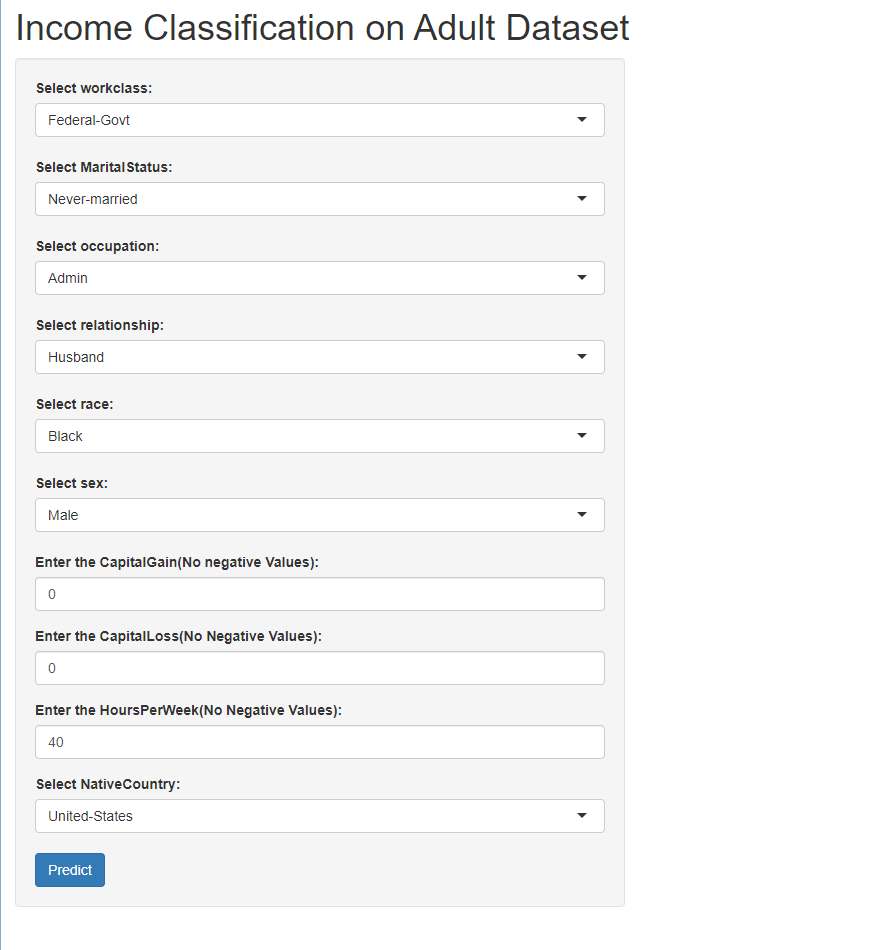 Income Classification on Adult Dataset
Select workclass:
Federal-Govt
Select MaritalStatus:
Never-married
Select occupation:
Admin
Select relationship:
Husband
Select race:
Black
Select sex:
Male
Enter the CapitalGain(No negative Values):
0
Enter the CapitalLoss(No Negative Values):
0
Enter the HoursPerWeek(No Negative Values):
40
Select NativeCountry:
United-States
Predict